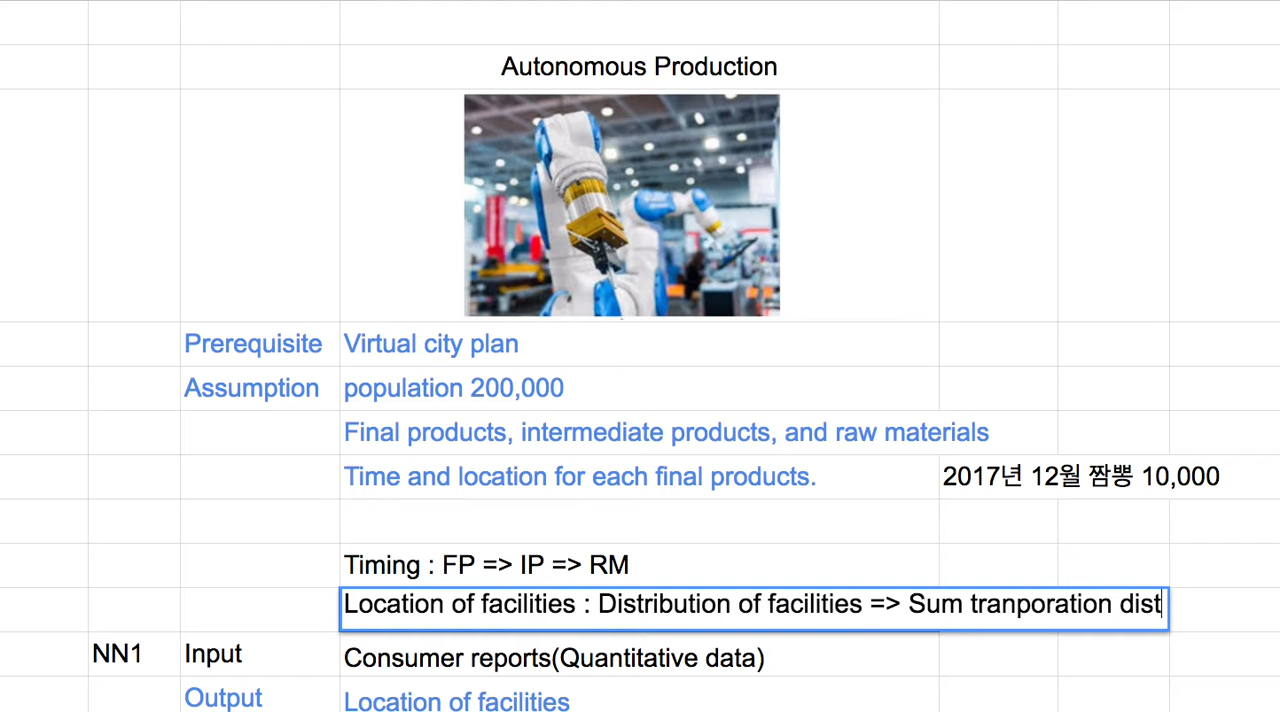 Autonomous Production
Prerequisite Virtual city plan
Assumption population 200,000
Final products, intermediate products, and raw materials
Time and location for each final products. 2017년 12월 짬뽕 10,000
Timing : FP => IP => RM
Location of facilities : Distribution of facilities => Sum tranporation dist
NN1 Input Consumer reports(Quantitative data)
Output Location of facilities